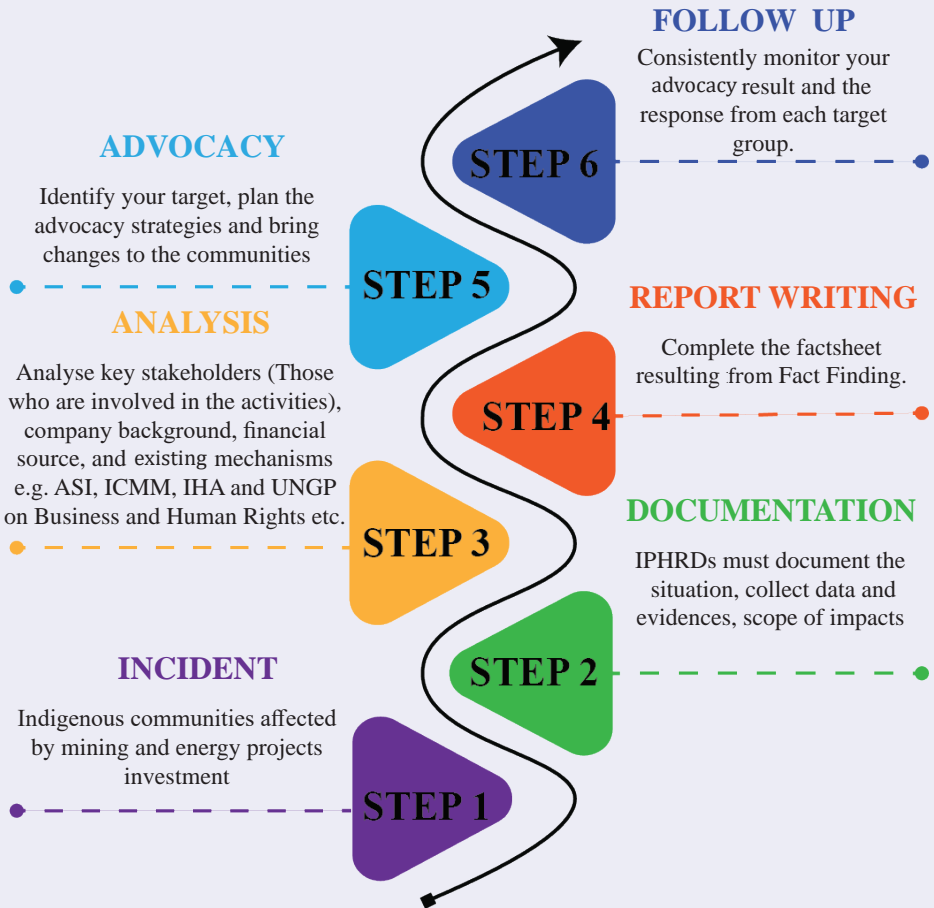 FOLLOW UP
Consistently monitor your
advocacy result and the
response from each target
group.
STEP 6
ADVOCACY
Identify your target, plan the
advocacy strategies and bring
changes to the communities
STEP 5
REPORT WRITING
Complete the factsheet
resulting from Fact Finding.
STEP 4
ANALYSIS
Analyse key stakeholders (Those
who are involved in the activities),
company background, financial
source, and existing mechanisms
e.g. ASI, ICMM, IHA and UNGP
on Business and Human Rights etc.
STEP 3
DOCUMENTATION
IPHRDs must document the
situation, collect data and
evidences, scope of impacts
STEP 2
INCIDENT
Indigenous communities affected
by mining and energy projects
investment
STEP 1